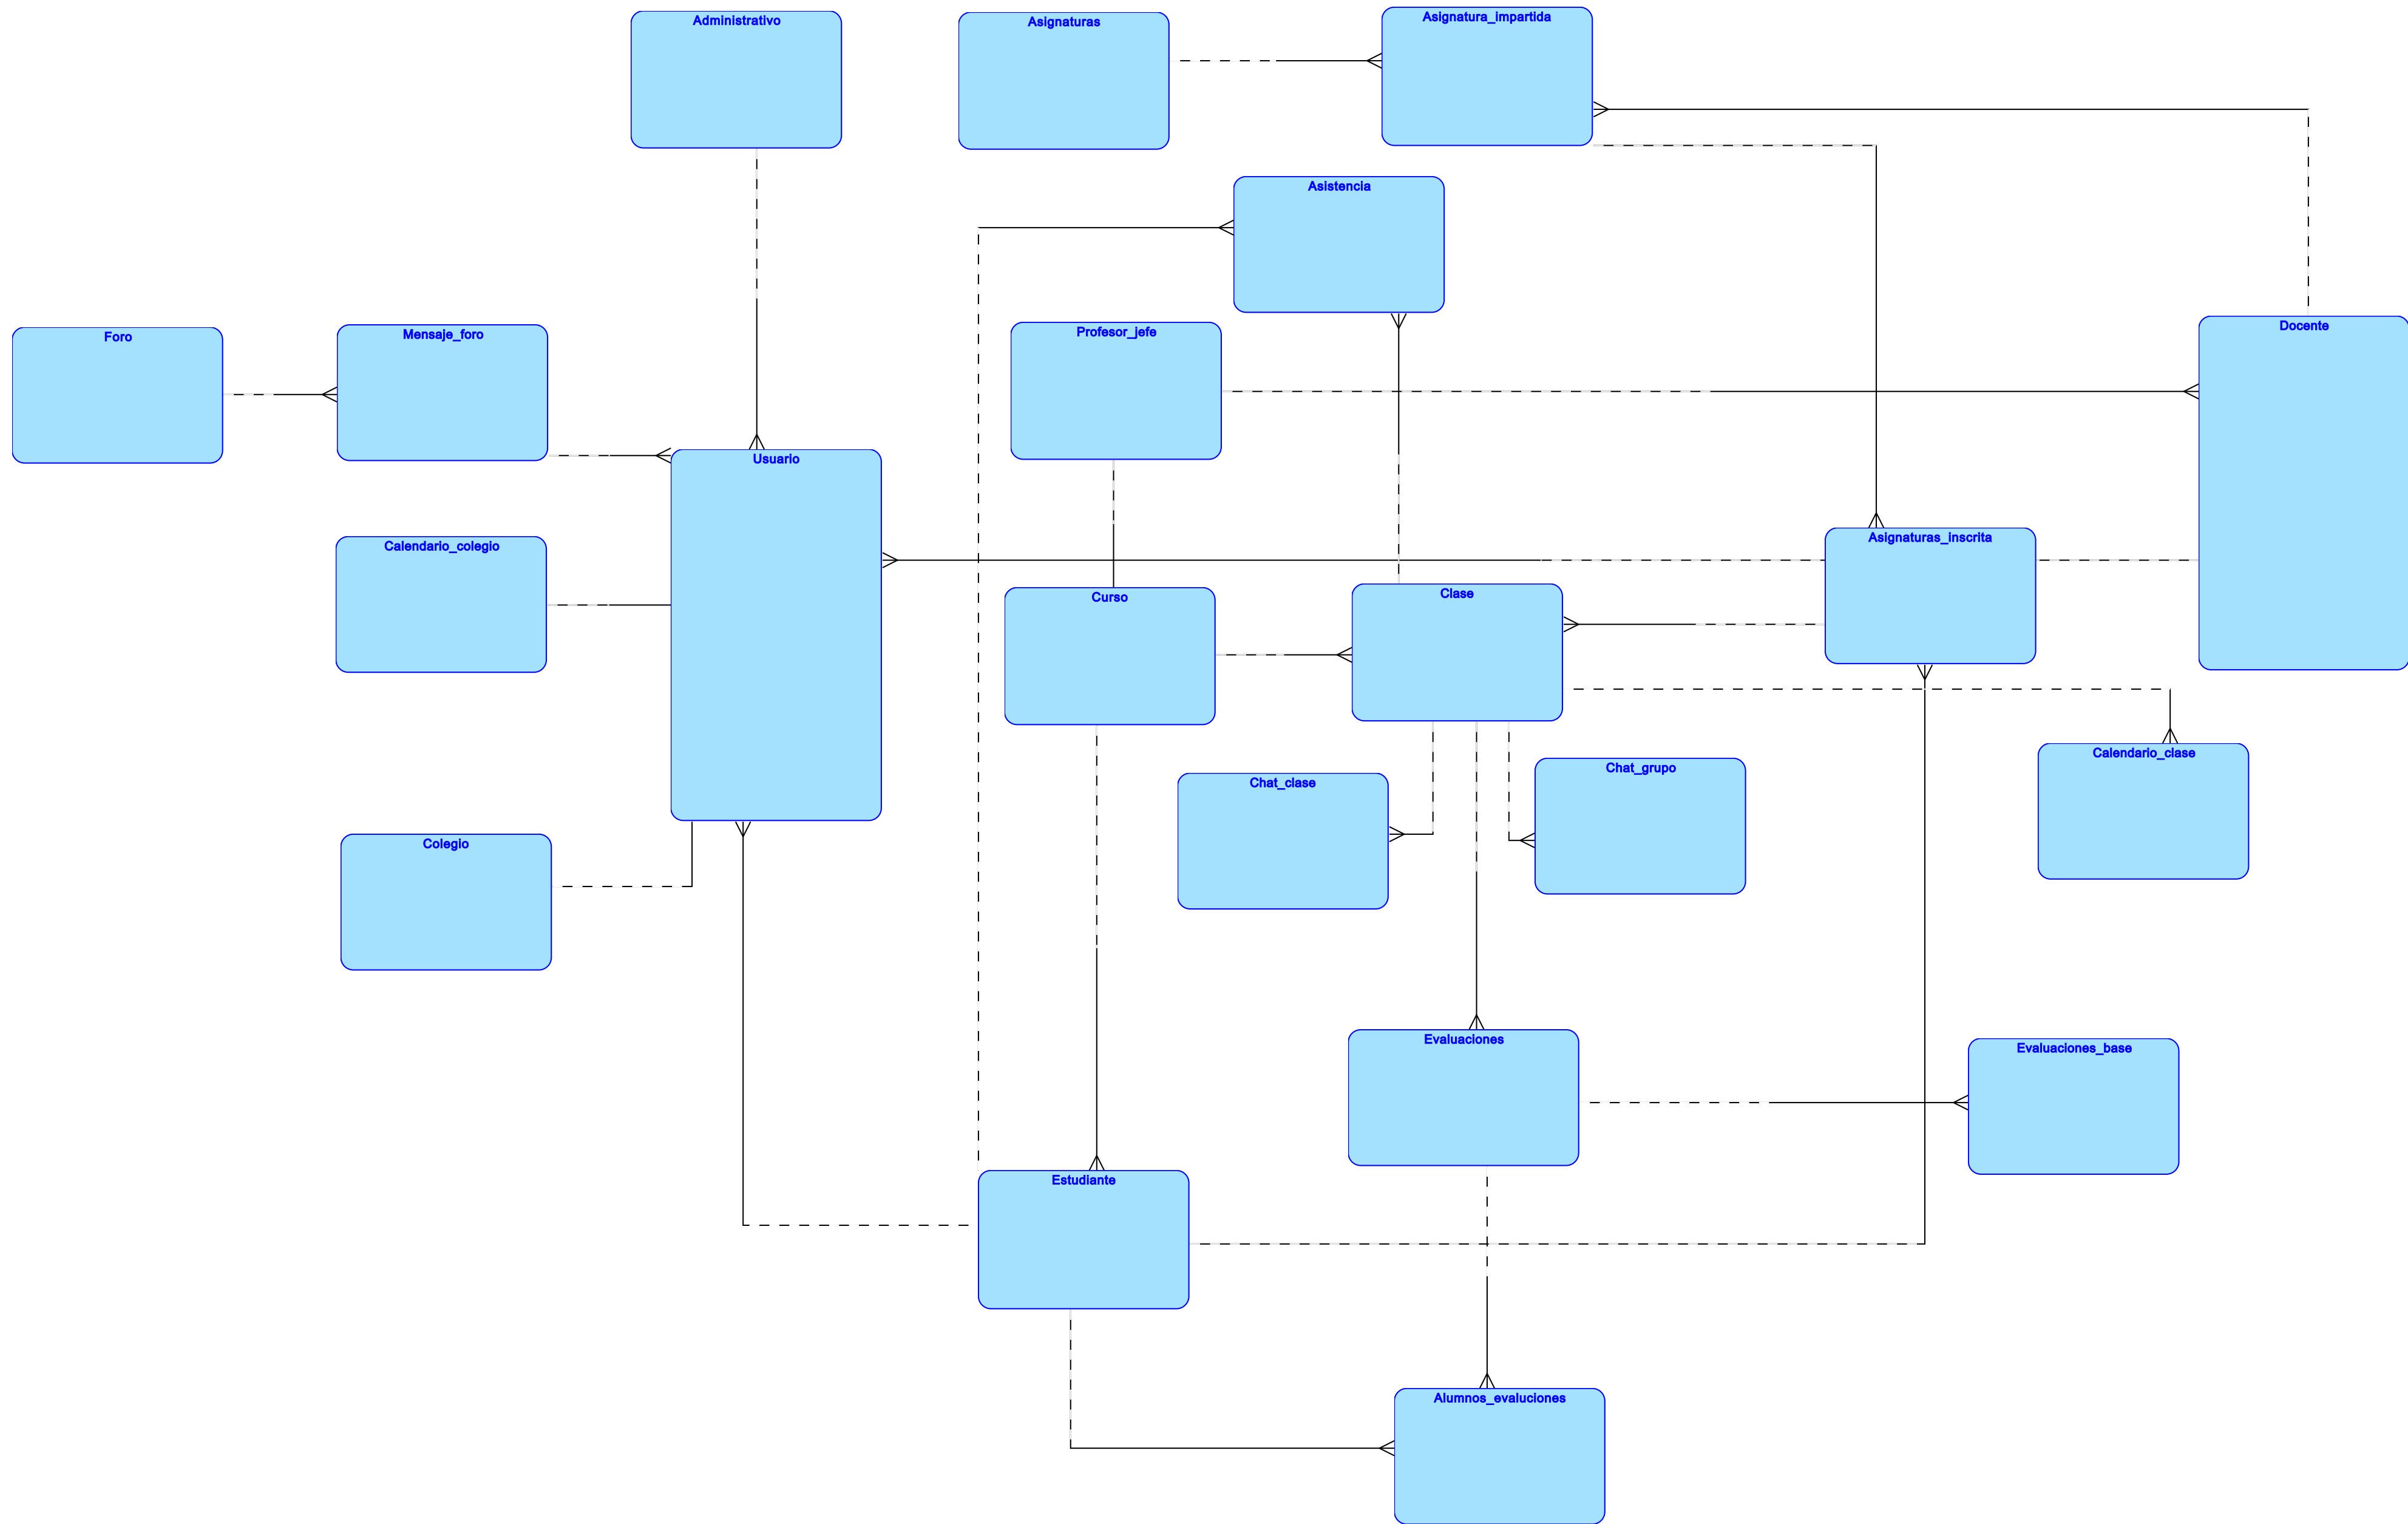 Administrativo
Asignaturas
Asignatura_impartida
Asistencia
Docente
Profesor_jefe
Foro
Mensaje_foro
Usuario
Asignaturas_inscrita
Calendario_colegio
Curso
Clase
Calendario_clase
Chat_grupo
Chat_clase
Colegio
Evaluaciones
Evaluaciones_base
Estudiante
Alumnos_evaluciones